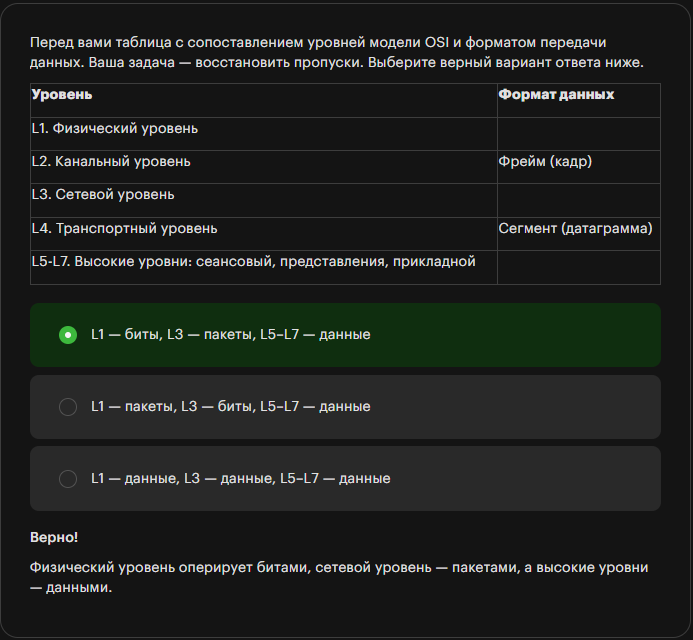 Перед вами таблица с сопоставлением уровней модели OSI и форматом передачи
данных. Ваша задача — восстановить пропуски. Выберите верный вариант ответа ниже.
Уровень Формат данных
L1. Физический уровень
L2. Канальный уровень Фрейм (кадр)
L3. Сетевой уровень
L4. Транспортный уровень Сегмент (датаграмма)
L5-L7. Высокие уровни: сеансовый, представления, прикладной
L1 — биты, L3 — пакеты, L5–L7 — данные
L1 — пакеты, L3 — биты, L5–L7 — данные
L1 — данные, L3 — данные, L5–L7 — данные
Верно!
Физический уровень оперирует битами, сетевой уровень — пакетами, а высокие уровни
— данными.